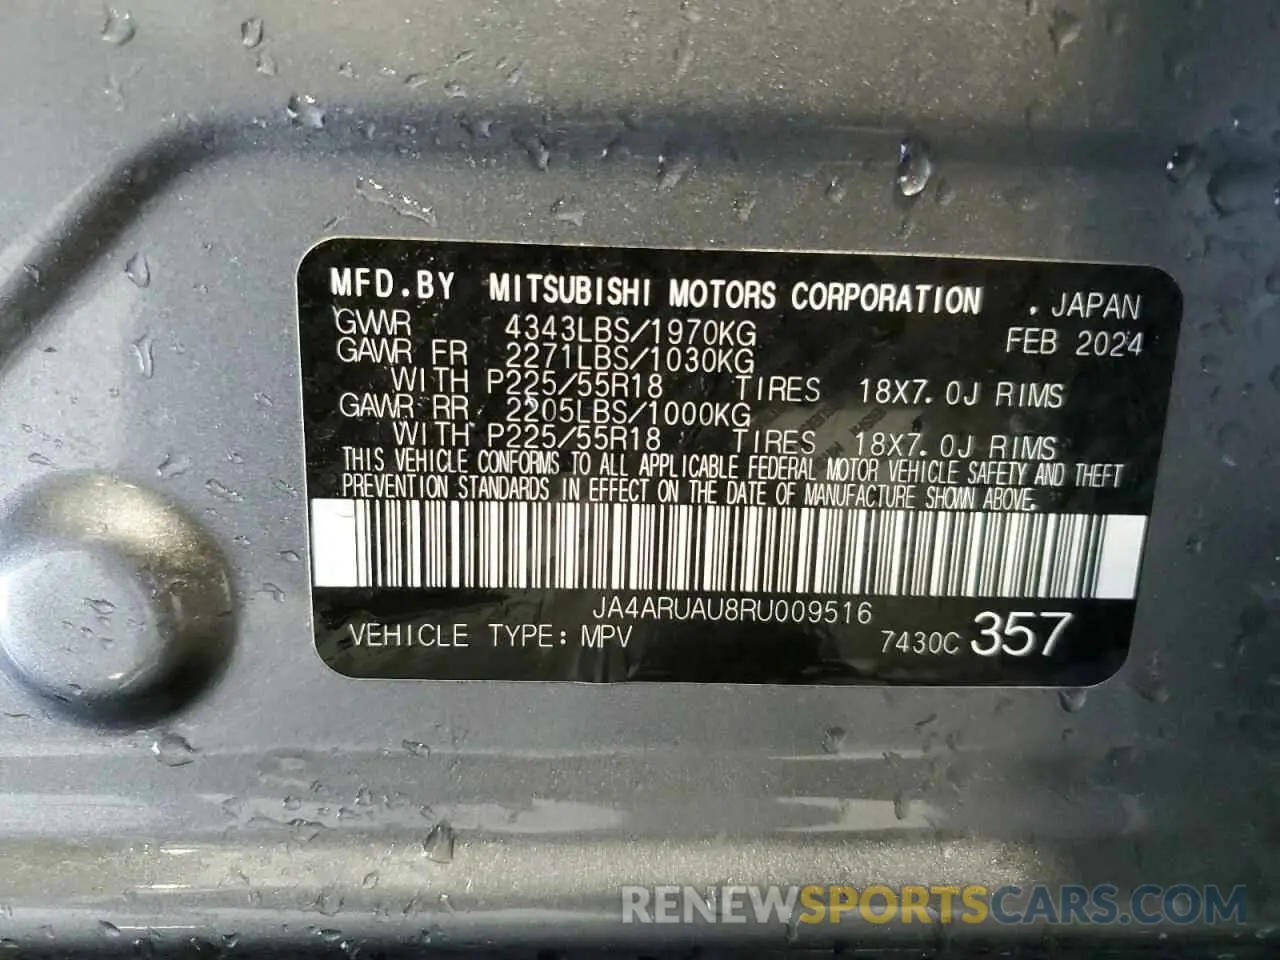 MFD.BY MITSUBISHI MOTORS CORPORATION .JAPAN
GVWR 4343LBS/1970KG FEB 2024
GAWR FR 2271LBS/1030KG
WITH P225/55R18 TIRES 18X7.0J RIMS
GAWR RR 2205LBS/1000KG
WITH P225/55R18 TIRES 18X7.0J RIMS
THIS VEHICLE CONFORMS TO ALL APPLICABLE FEDERAL MOTOR VEHICLE SAFETY AND THEFT
PREVENTION STANDARDS IN EFFECT ON THE DATE OF MANUFACTURE SHOWN ABOVE.
JA4ARUAU8RU009516
VEHICLE TYPE: MPV 7430C 357
RENEWSPORTSCARS.COM